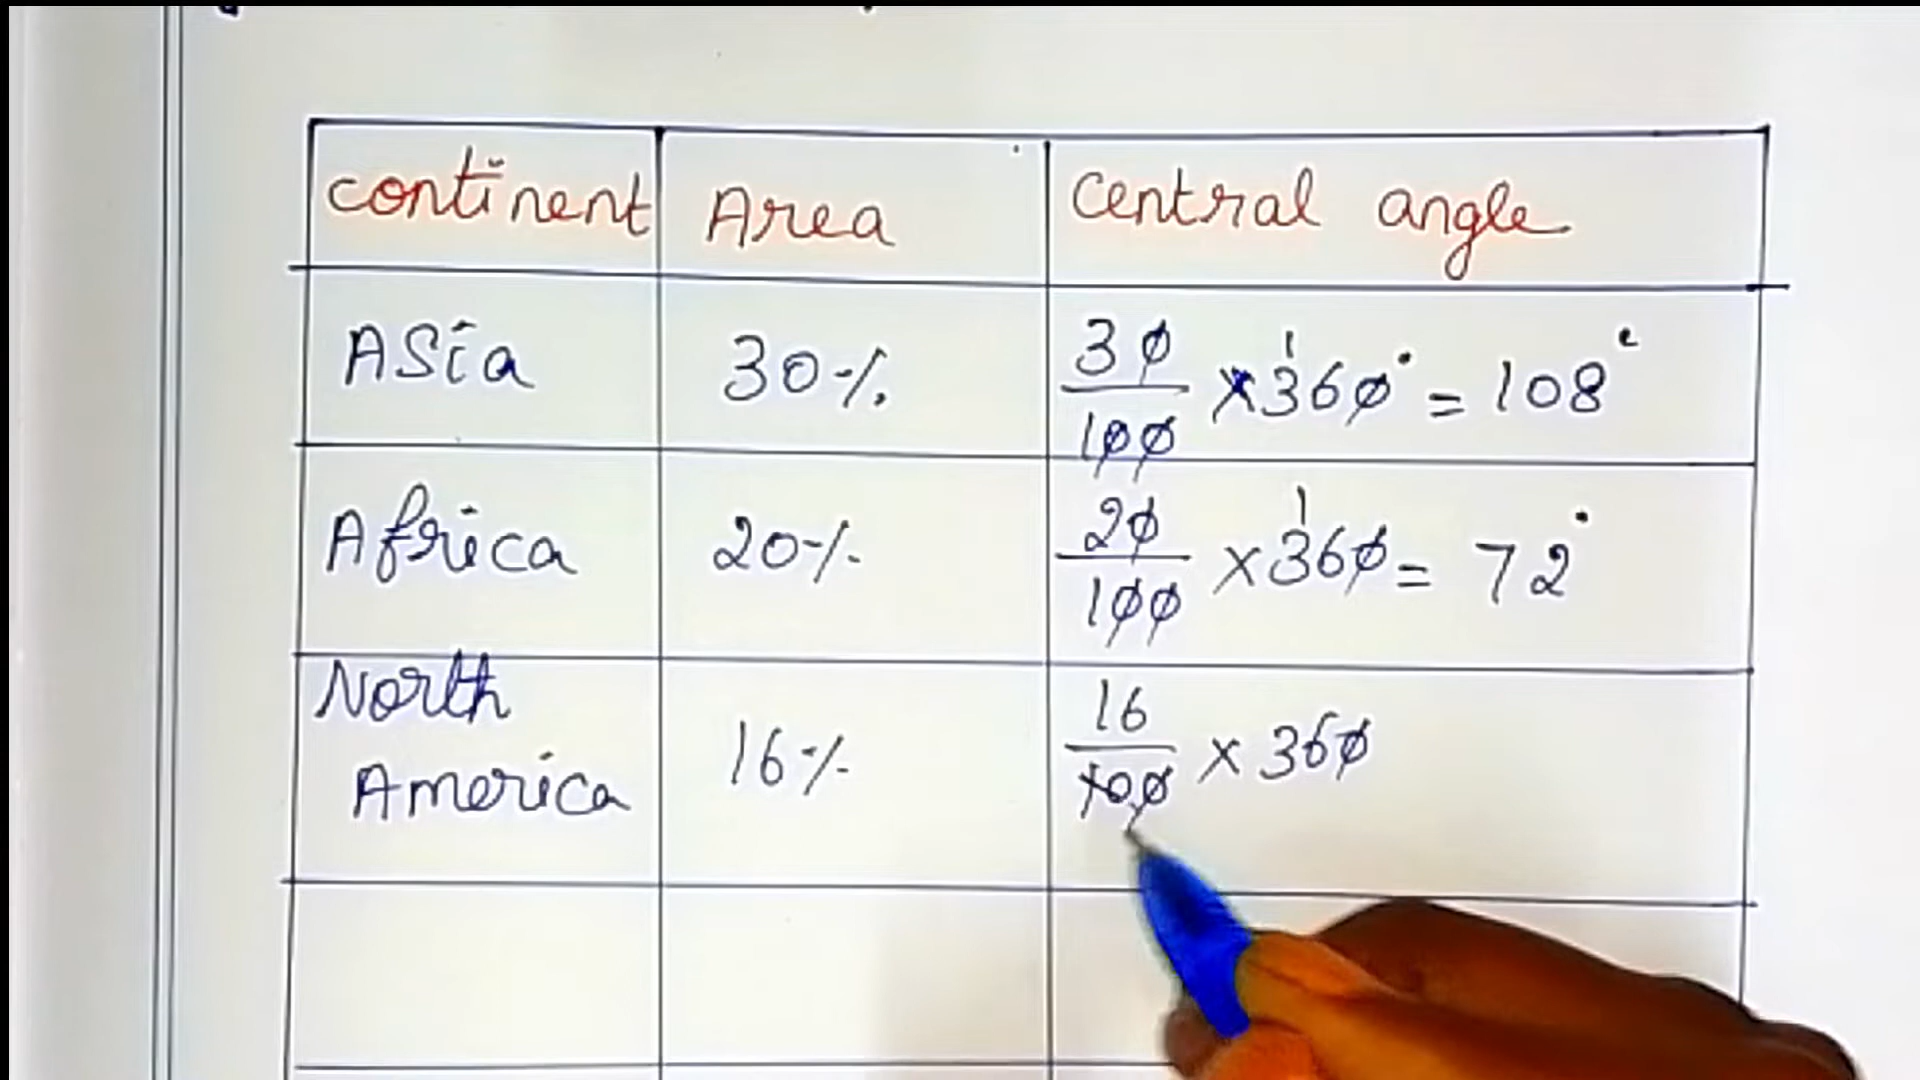 continent Area Central angle
Asia 30% 30/100 × 360° = 108°
Africa 20% 20/100 × 360 = 72°
North
America 16% 16/100 × 360